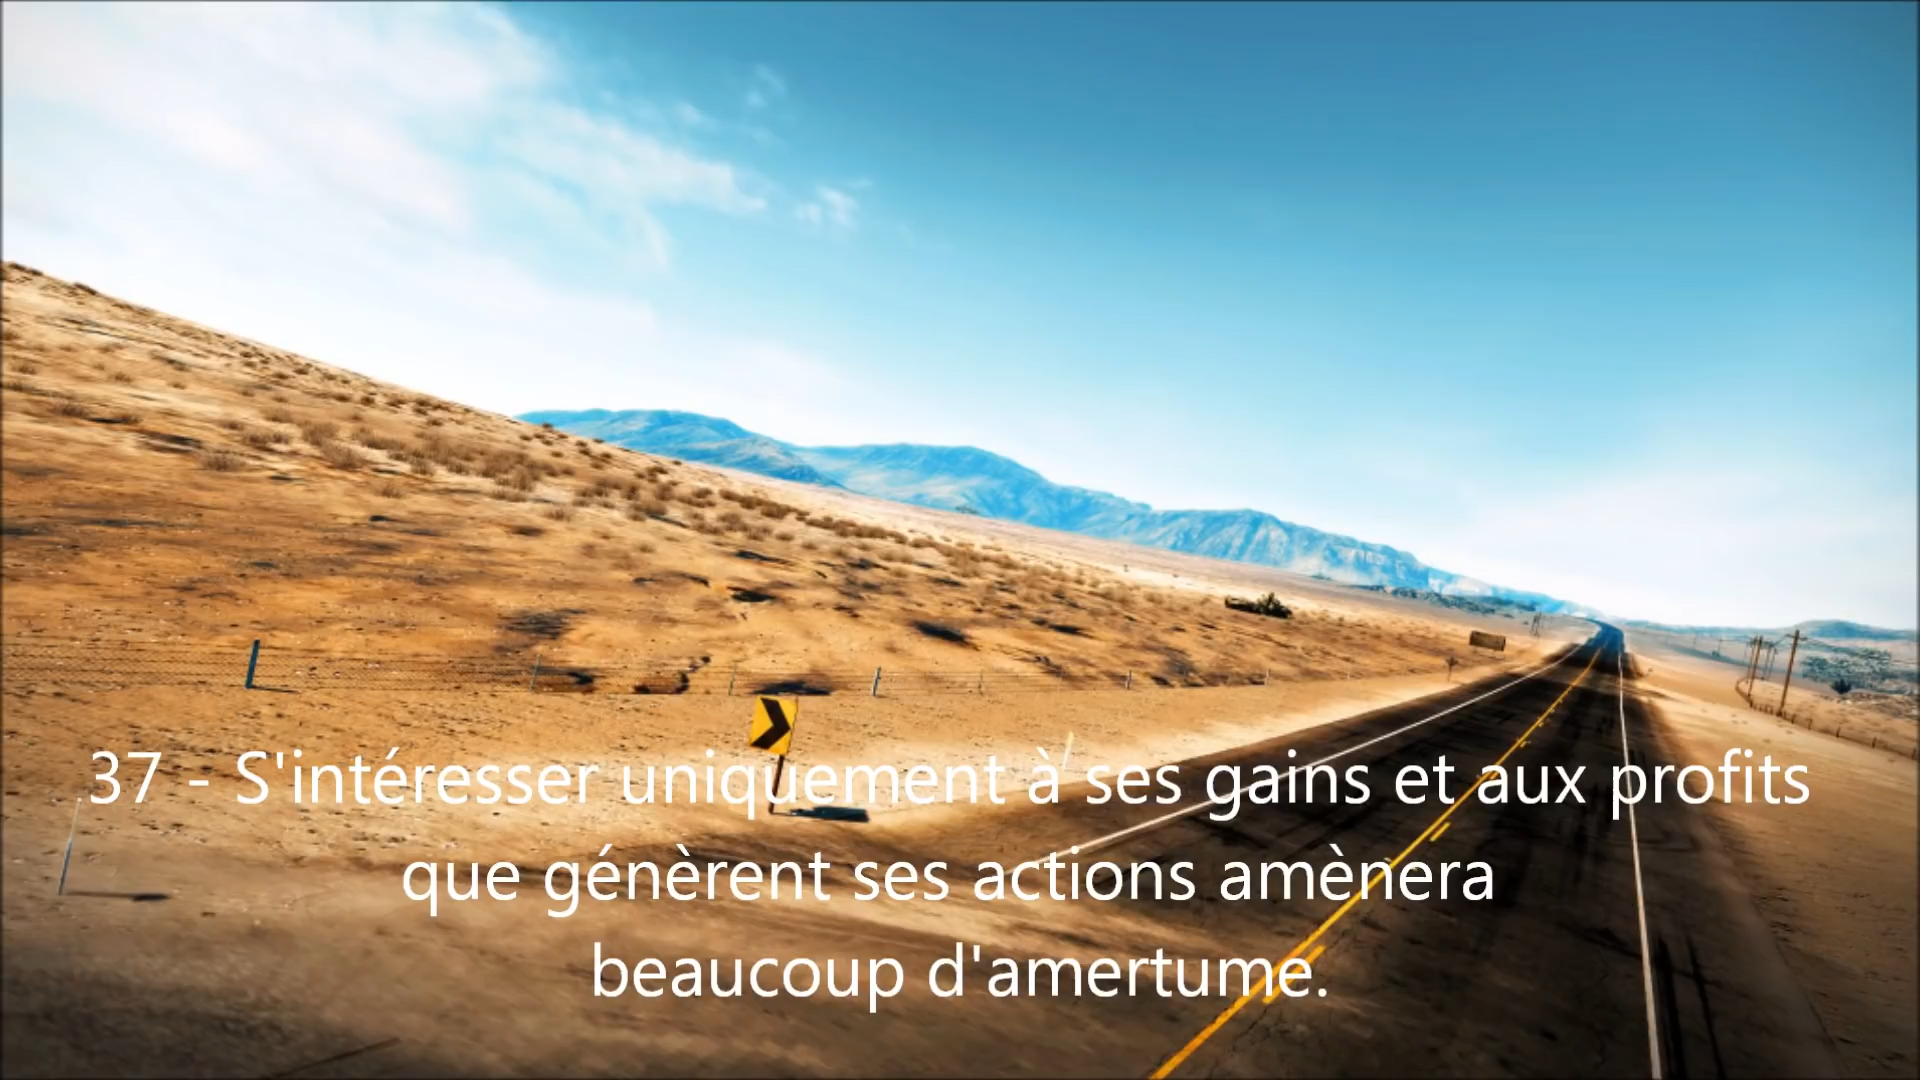 37 - S'intéresser uniquement à ses gains et aux profits
que génèrent ses actions amènera
beaucoup d'amertume.